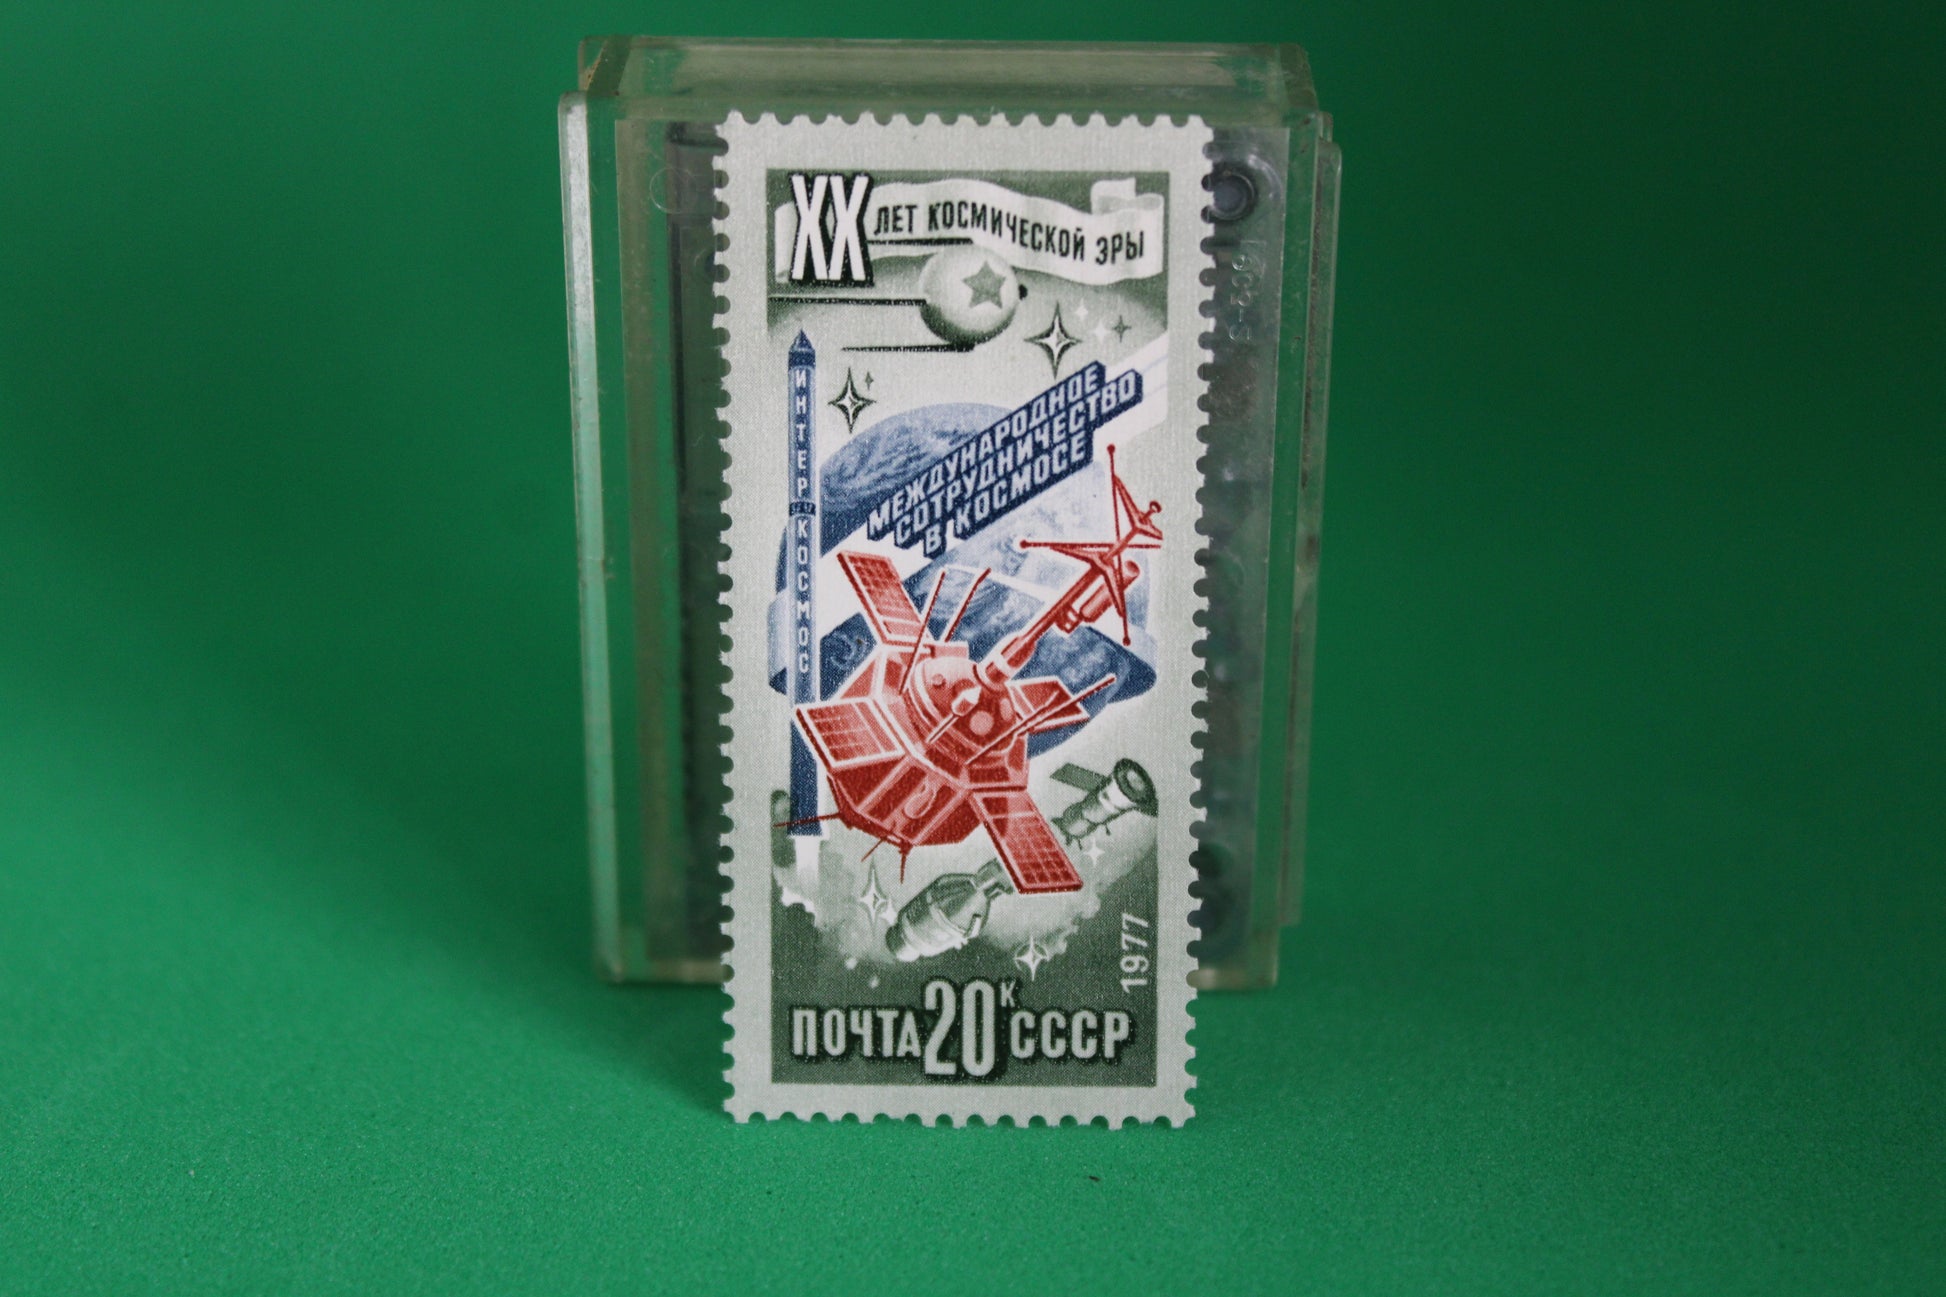 XX ЛЕТ КОСМИЧЕСКОЙ ЭРЫ
ИНТЕРКОСМОС
МЕЖДУНАРОДНОЕ
СОТРУДНИЧЕСТВО
В КОСМОСЕ
1977
ПОЧТА 20К СССР